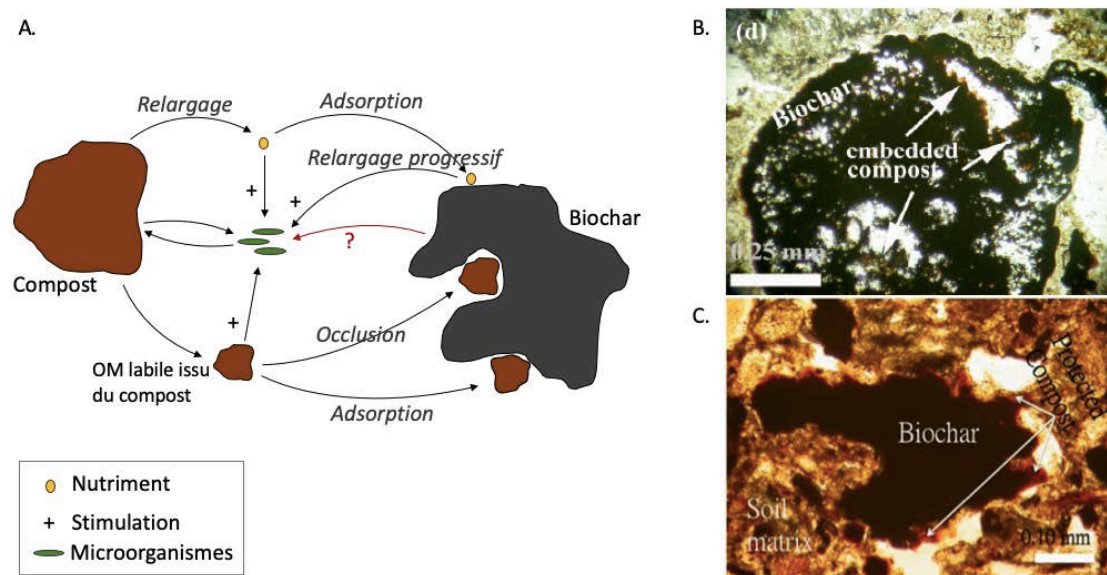 A.
Relargage
Adsorption
Relargage progressif
+
+
Biochar
?
Compost
+
Occlusion
OM labile issu
du compost
Adsorption
Nutriment
+ Stimulation
Microorganismes
B.
(d)
Biochar
embedded
compost
0.25 mm
C.
Protected
Compost
Biochar
Soil
matrix
0.10 mm